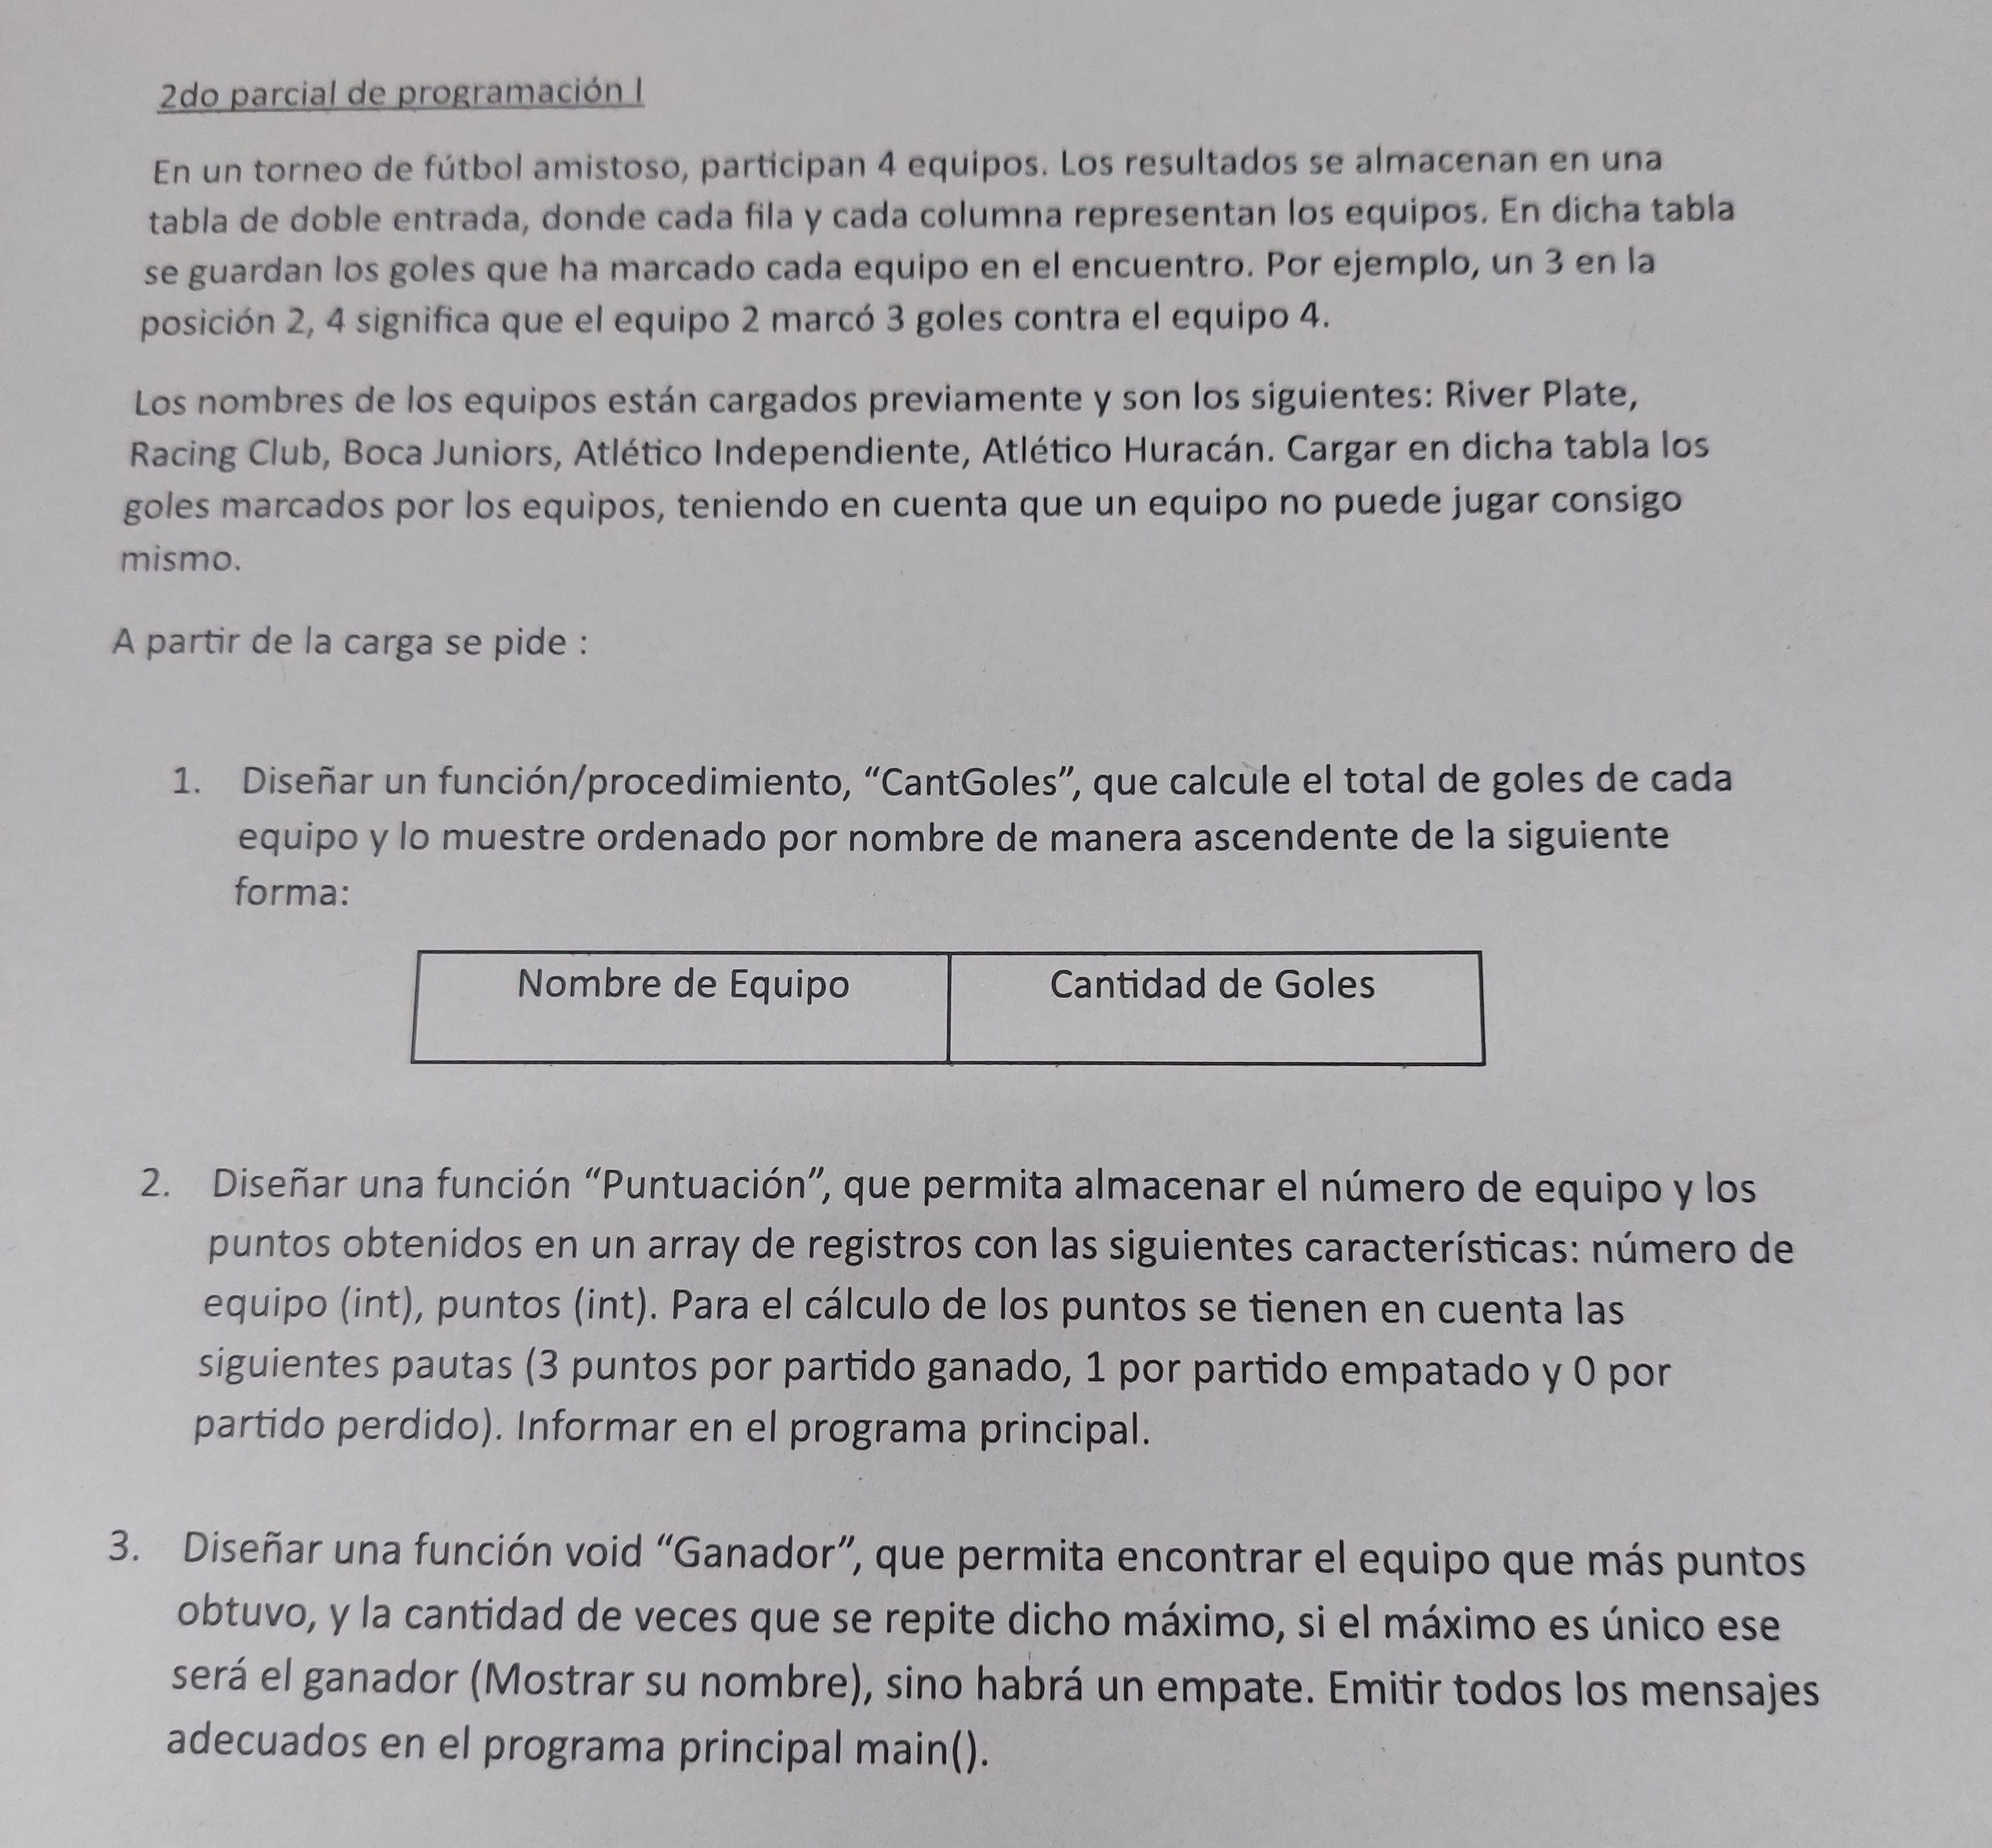 2do parcial de programación I
En un torneo de fútbol amistoso, participan 4 equipos. Los resultados se almacenan en una
tabla de doble entrada, donde cada fila y cada columna representan los equipos. En dicha tabla
se guardan los goles que ha marcado cada equipo en el encuentro. Por ejemplo, un 3 en la
posición 2, 4 significa que el equipo 2 marcó 3 goles contra el equipo 4.
Los nombres de los equipos están cargados previamente y son los siguientes: River Plate,
Racing Club, Boca Juniors, Atlético Independiente, Atlético Huracán. Cargar en dicha tabla los
goles marcados por los equipos, teniendo en cuenta que un equipo no puede jugar consigo
mismo.
A partir de la carga se pide :
1. Diseñar un función/procedimiento, “CantGoles”, que calcule el total de goles de cada
equipo y lo muestre ordenado por nombre de manera ascendente de la siguiente
forma:
Nombre de Equipo Cantidad de Goles
2. Diseñar una función “Puntuación”, que permita almacenar el número de equipo y los
puntos obtenidos en un array de registros con las siguientes características: número de
equipo (int), puntos (int). Para el cálculo de los puntos se tienen en cuenta las
siguientes pautas (3 puntos por partido ganado, 1 por partido empatado y 0 por
partido perdido). Informar en el programa principal.
3. Diseñar una función void “Ganador”, que permita encontrar el equipo que más puntos
obtuvo, y la cantidad de veces que se repite dicho máximo, si el máximo es único ese
será el ganador (Mostrar su nombre), sino habrá un empate. Emitir todos los mensajes
adecuados en el programa principal main().